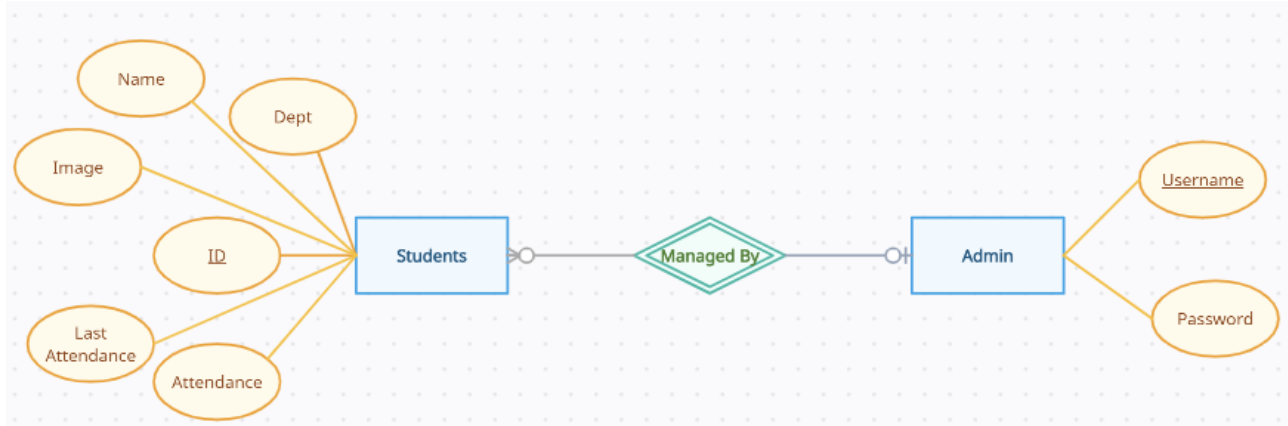 Name
Dept
Image
ID
Last
Attendance
Attendance
Students
Managed By
Admin
Username
Password